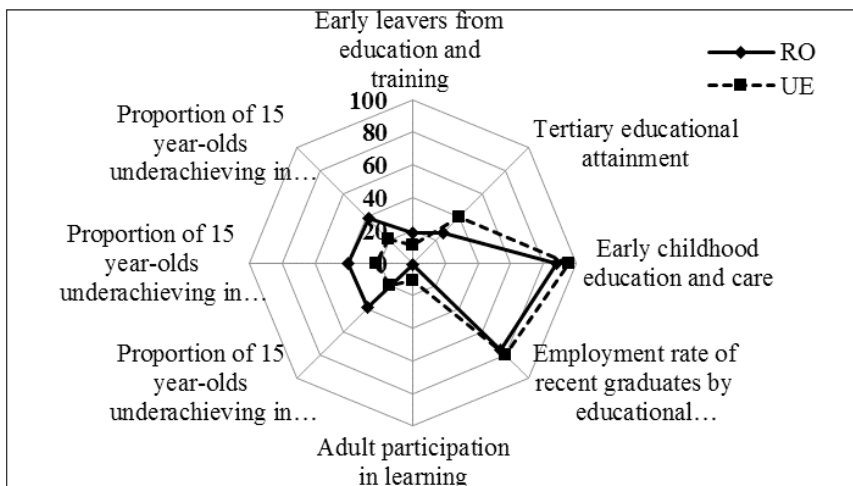 Early leavers from
education and
training
RO
UE
100
80
60
40
20
0
Tertiary educational
attainment
Early childhood
education and care
Employment rate of
recent graduates by
educational…
Adult participation
in learning
Proportion of 15
year-olds
underachieving in…
Proportion of 15
year-olds
underachieving in…
Proportion of 15
year-olds
underachieving in…